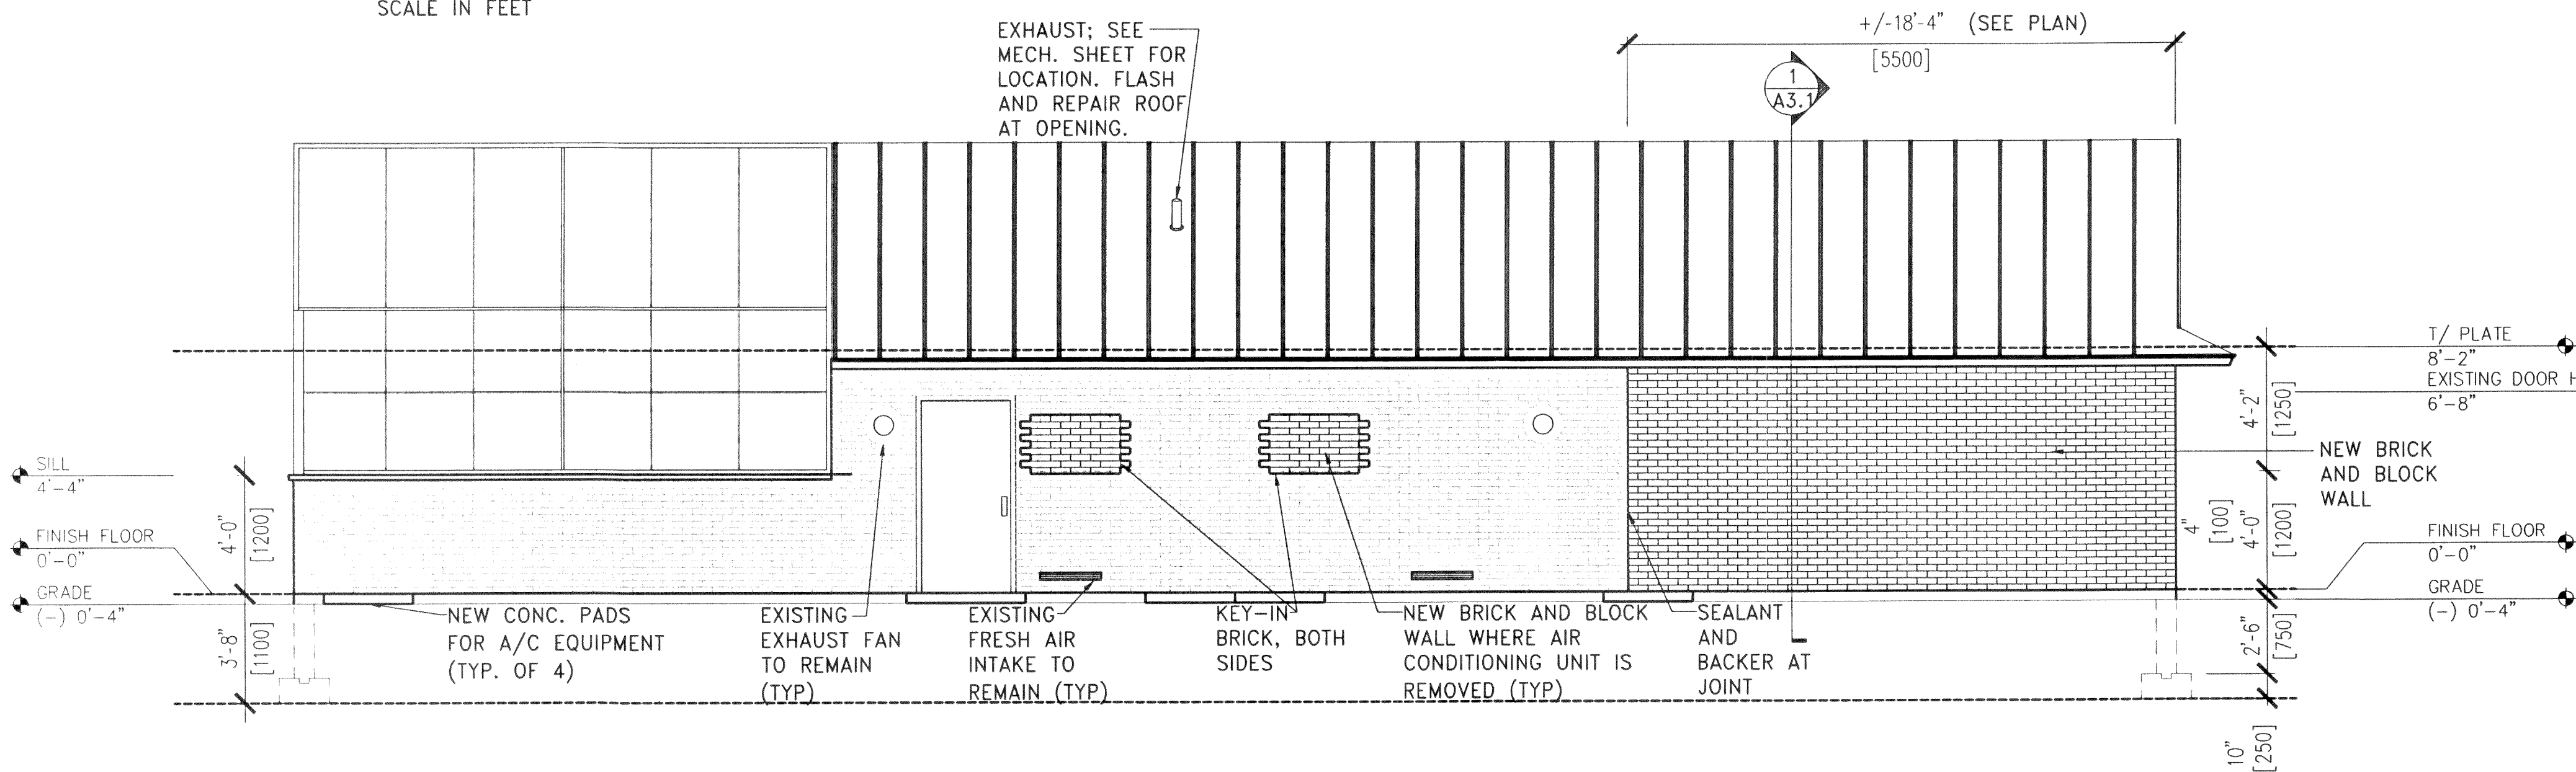 SCALE IN FEET
EXHAUST; SEE
MECH. SHEET FOR
LOCATION. FLASH
AND REPAIR ROOF
AT OPENING.
+/-18'-4" (SEE PLAN)
[5500]
1
A3.1
T/ PLATE
8'-2"
EXISTING DOOR H
6'-8"
4'-2"
[1250]
NEW BRICK
AND BLOCK
WALL
4"
[100]
4'-0"
[1200]
FINISH FLOOR
0'-0"
GRADE
(-) 0'-4"
2'-6"
[750]
10"
[250]
SILL
4'-4"
FINISH FLOOR
0'-0"
GRADE
(-) 0'-4"
4'-0"
[1200]
3'-8"
[1100]
NEW CONC. PADS
FOR A/C EQUIPMENT
(TYP. OF 4)
EXISTING
EXHAUST FAN
TO REMAIN
(TYP)
EXISTING
FRESH AIR
INTAKE TO
REMAIN (TYP)
KEY-IN
BRICK, BOTH
SIDES
NEW BRICK AND BLOCK
WALL WHERE AIR
CONDITIONING UNIT IS
REMOVED (TYP)
SEALANT
AND
BACKER AT
JOINT